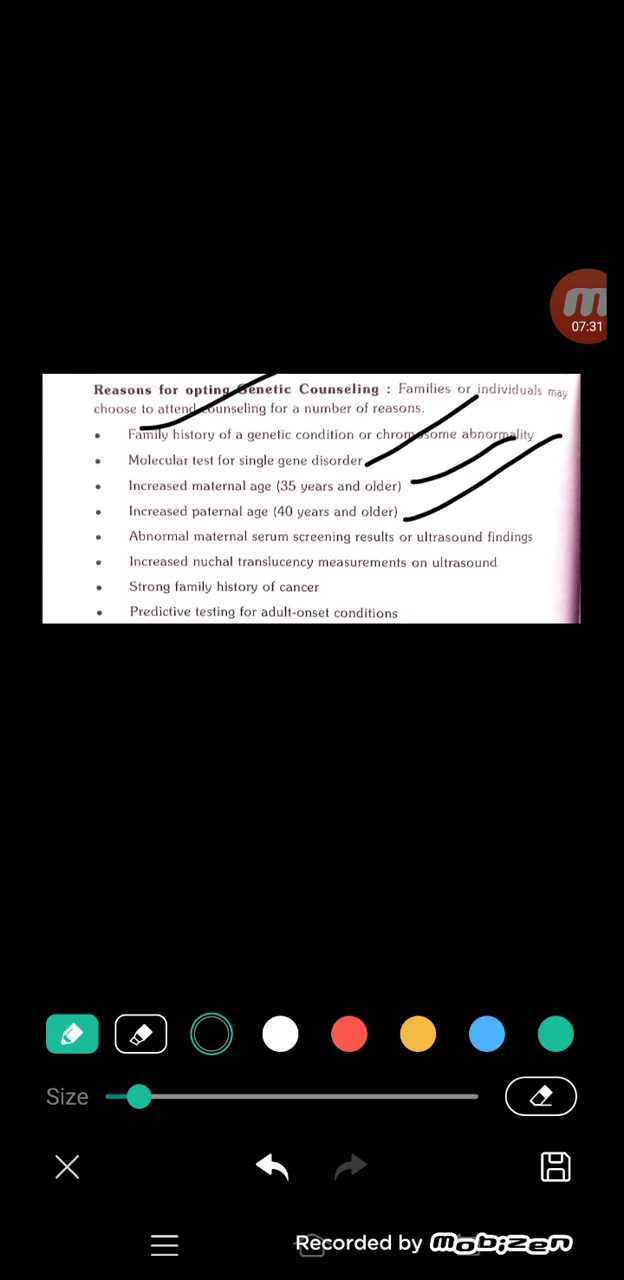 07:31
Reasons for opting Genetic Counseling : Families or individuals may
choose to attend counseling for a number of reasons.
• Family history of a genetic condition or chromosome abnormality
• Molecular test for single gene disorder
• Increased maternal age (35 years and older)
• Increased paternal age (40 years and older)
• Abnormal maternal serum screening results or ultrasound findings
• Increased nuchal translucency measurements on ultrasound
• Strong family history of cancer
• Predictive testing for adult-onset conditions
Size
Recorded by mobizen